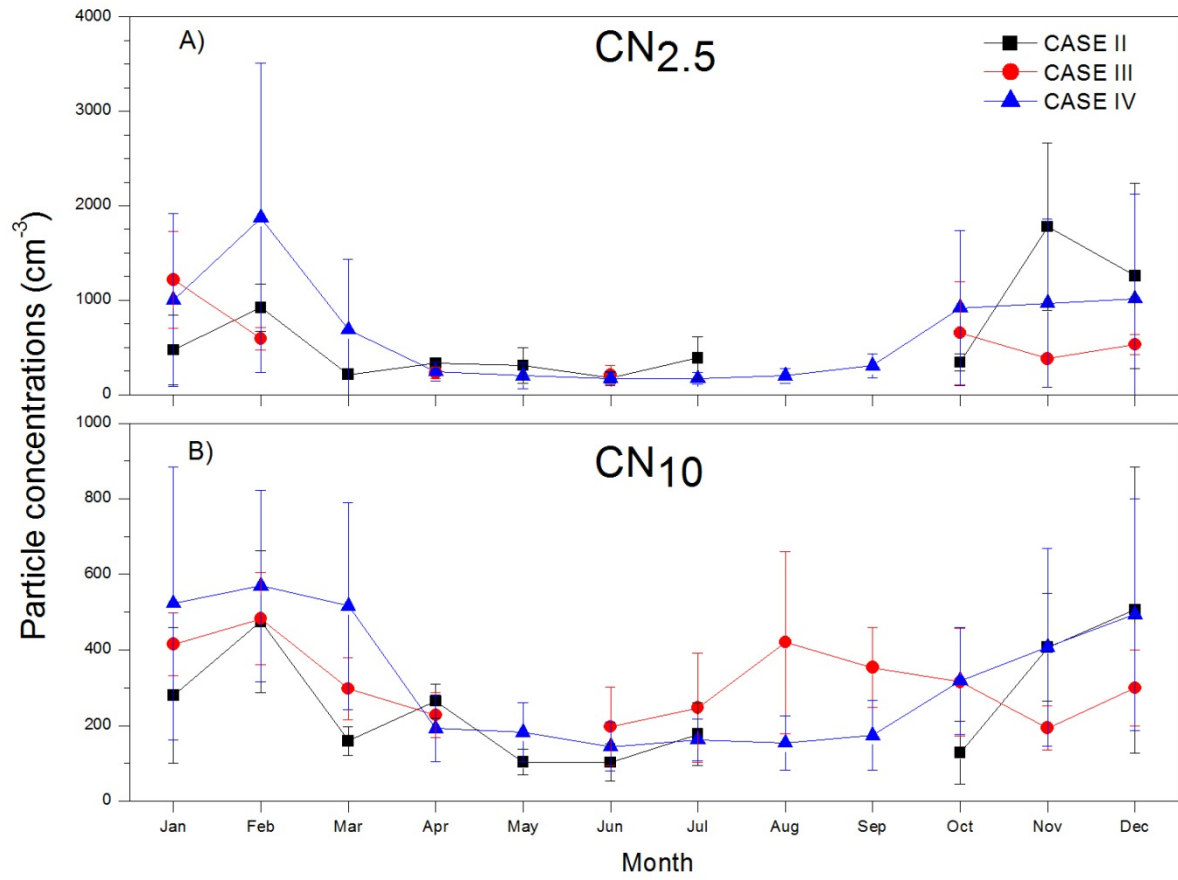 A)
CN2.5
CASE II
CASE III
CASE IV
4000
3000
2000
1000
0
Particle concentrations (cm-3)
B)
CN10
1000
800
600
400
200
0
Jan Feb Mar Apr May Jun Jul Aug Sep Oct Nov Dec
Month